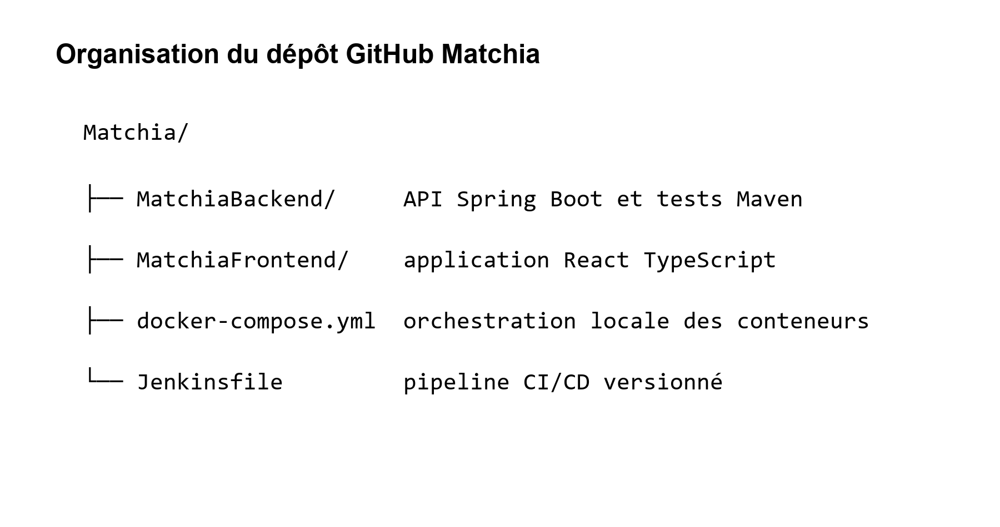 Organisation du dépôt GitHub Matchia
Matchia/
├── MatchiaBackend/     API Spring Boot et tests Maven
├── MatchiaFrontend/    application React TypeScript
├── docker-compose.yml  orchestration locale des conteneurs
└── Jenkinsfile         pipeline CI/CD versionné